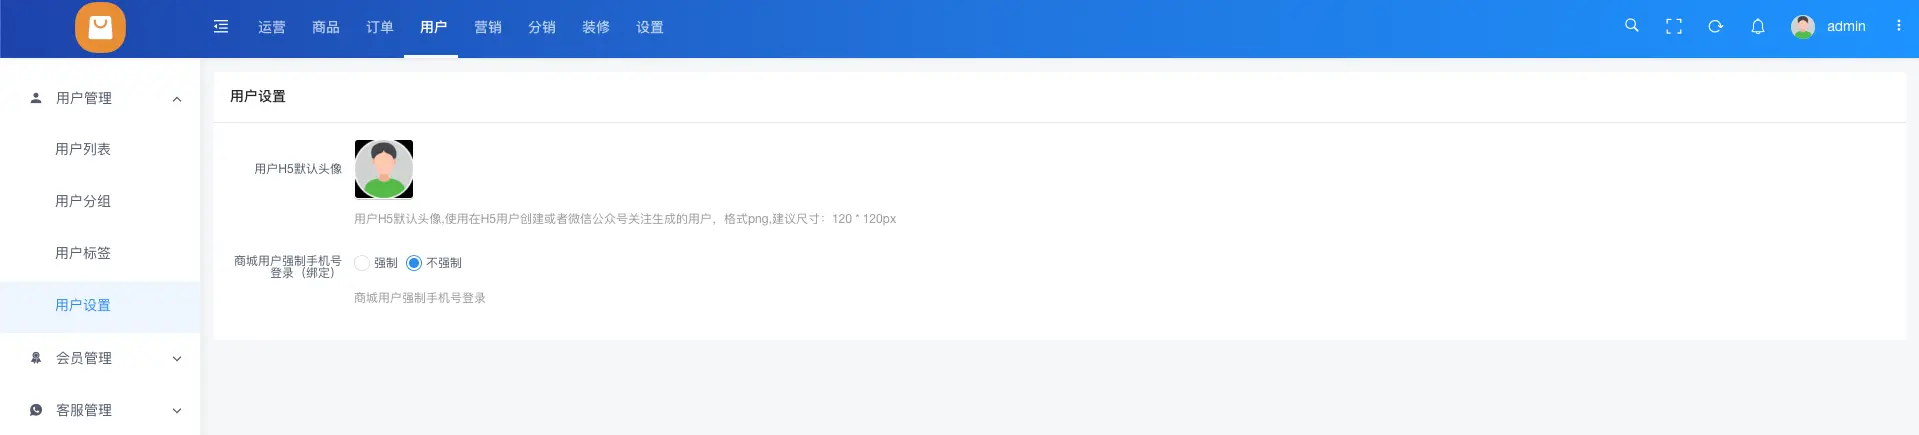 运营 商品 订单 用户 营销 分销 装修 设置 admin
用户管理
用户列表
用户分组
用户标签
用户设置
会员管理
客服管理
用户设置
用户H5默认头像
用户H5默认头像,使用在H5用户创建或者微信公众号关注生成的用户，格式png,建议尺寸：120 * 120px
商城用户强制手机号
登录（绑定）
强制 不强制
商城用户强制手机号登录